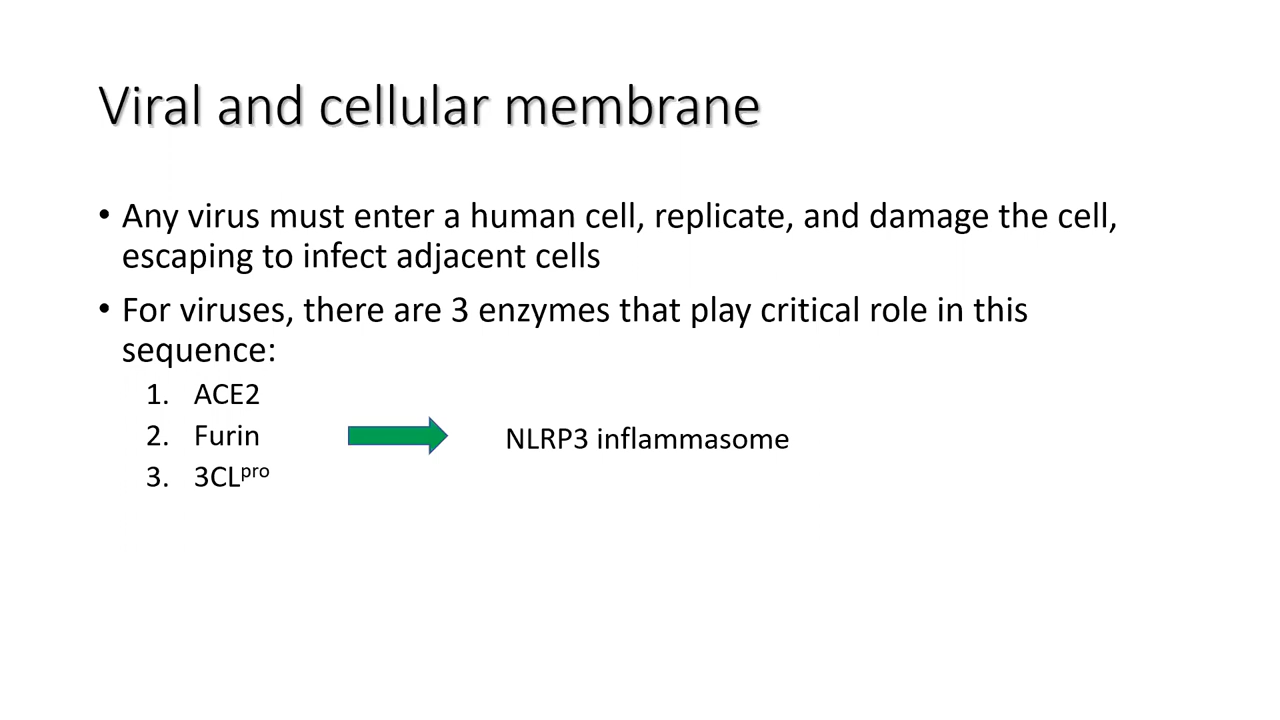 Viral and cellular membrane
• Any virus must enter a human cell, replicate, and damage the cell,
escaping to infect adjacent cells
• For viruses, there are 3 enzymes that play critical role in this
sequence:
1. ACE2
2. Furin
NLRP3 inflammasome
3. 3CLᵖʳᵒ